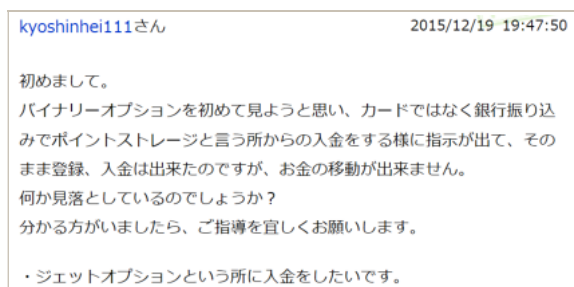 kyoshinhei111さん 2015/12/19 19:47:50
初めまして。
バイナリーオプションを初めて見ようと思い、カードではなく銀行振り込
みでポイントストレージと言う所からの入金をする様に指示が出て、その
まま登録、入金は出来たのですが、お金の移動が出来ません。
何か見落としているのでしょうか？
分かる方がいましたら、ご指導を宜しくお願いします。
・ジェットオプションという所に入金をしたいです。